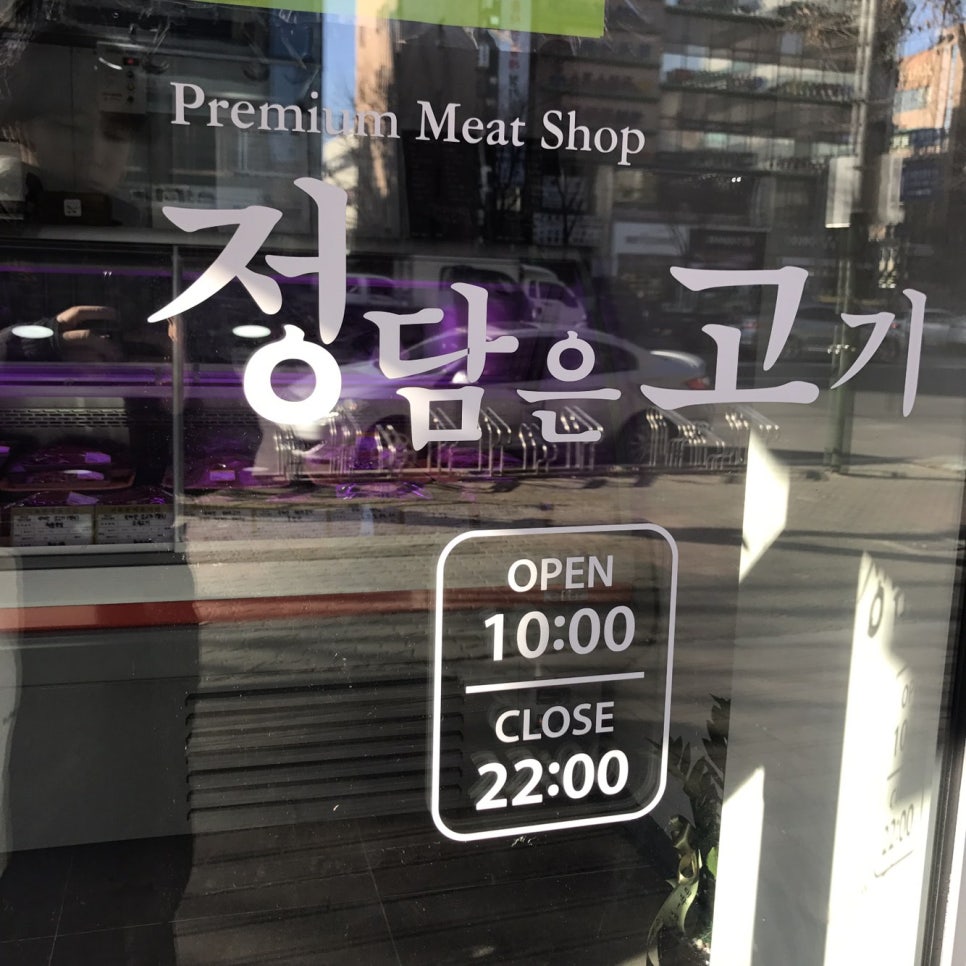 Premium Meat Shop
정담은고기
OPEN
10:00
CLOSE
22:00